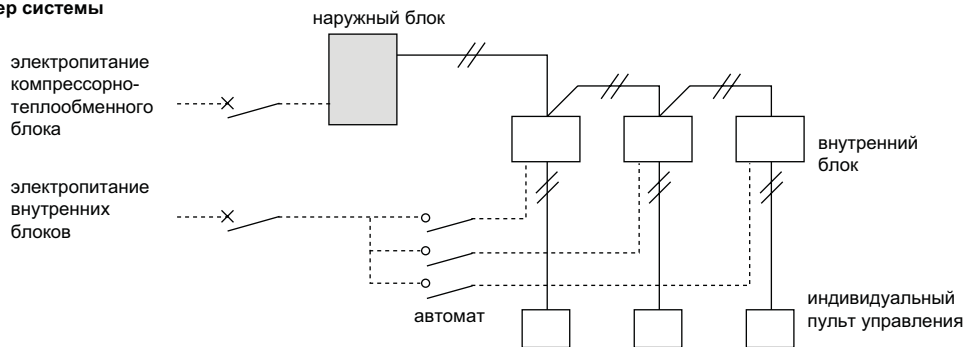 ер системы
наружный блок
электропитание
компрессорно-
теплообменного
блока
внутренний
блок
электропитание
внутренних
блоков
автомат
индивидуальный
пульт управления